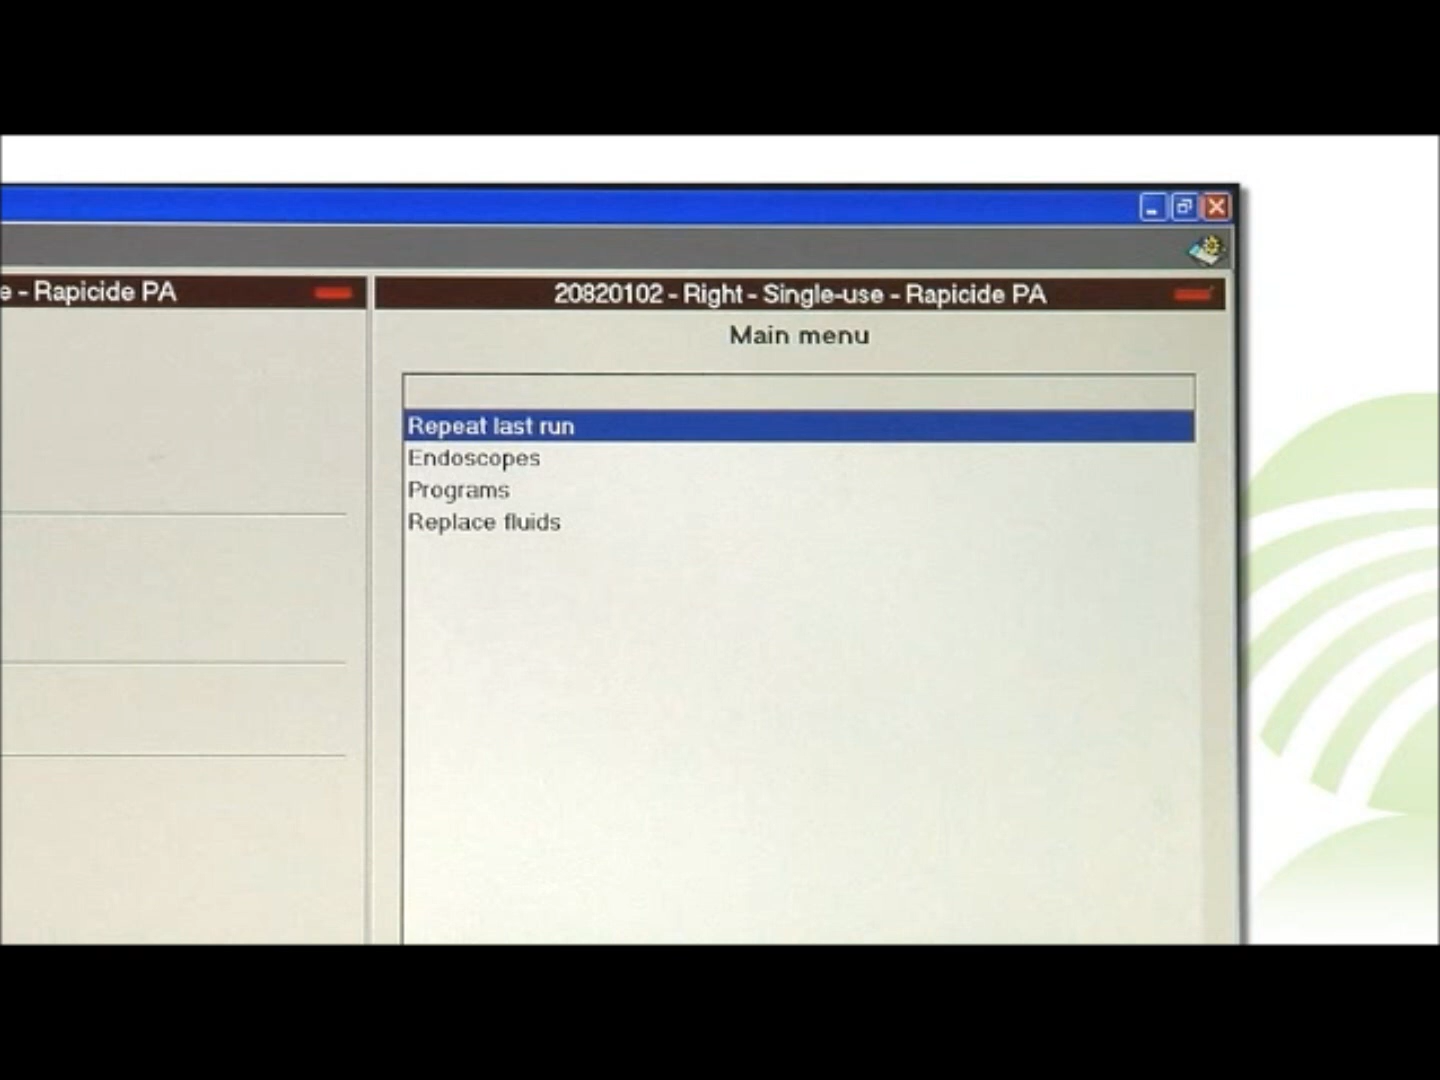 e - Rapicide PA
20820102 - Right - Single-use - Rapicide PA
Main menu
Repeat last run
Endoscopes
Programs
Replace fluids